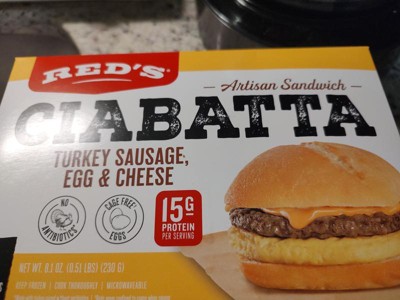 RED'S
Artisan Sandwich
CIABATTA
TURKEY SAUSAGE,
EGG & CHEESE
NO
ANTIBIOTICS
CAGE FREE
EGGS
15G
PROTEIN
PER SERVING
NET WT 8.1 OZ. (0.51 LBS) (230 G)
KEEP FROZEN | COOK THOROUGHLY | MICROWAVEABLE